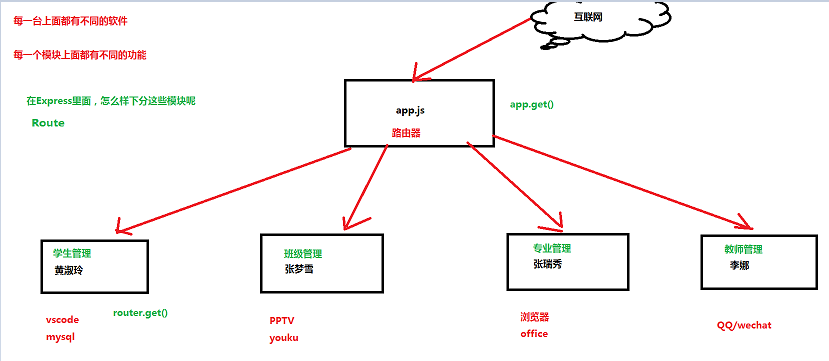 互联网
每一台上面都有不同的软件
每一个模块上面都有不同的功能
在Express里面，怎么样下分这些模块呢
Route
app.js
路由器
app.get()
学生管理
黄淑玲
班级管理
张梦雪
专业管理
张瑞秀
教师管理
李娜
vscode
mysql
router.get()
PPTV
youku
浏览器
office
QQ/wechat